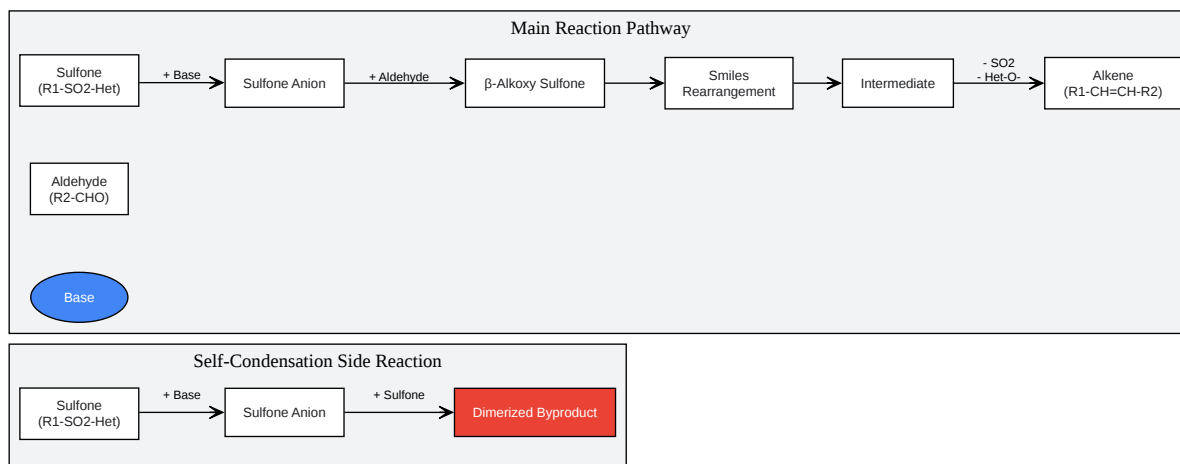 Main Reaction Pathway
Sulfone
(R1-SO2-Het)
+ Base
Sulfone Anion
+ Aldehyde
β-Alkoxy Sulfone
Smiles
Rearrangement
Intermediate
- SO2
- Het-O-
Alkene
(R1-CH=CH-R2)
Aldehyde
(R2-CHO)
Base
Self-Condensation Side Reaction
Sulfone
(R1-SO2-Het)
+ Base
Sulfone Anion
+ Sulfone
Dimerized Byproduct